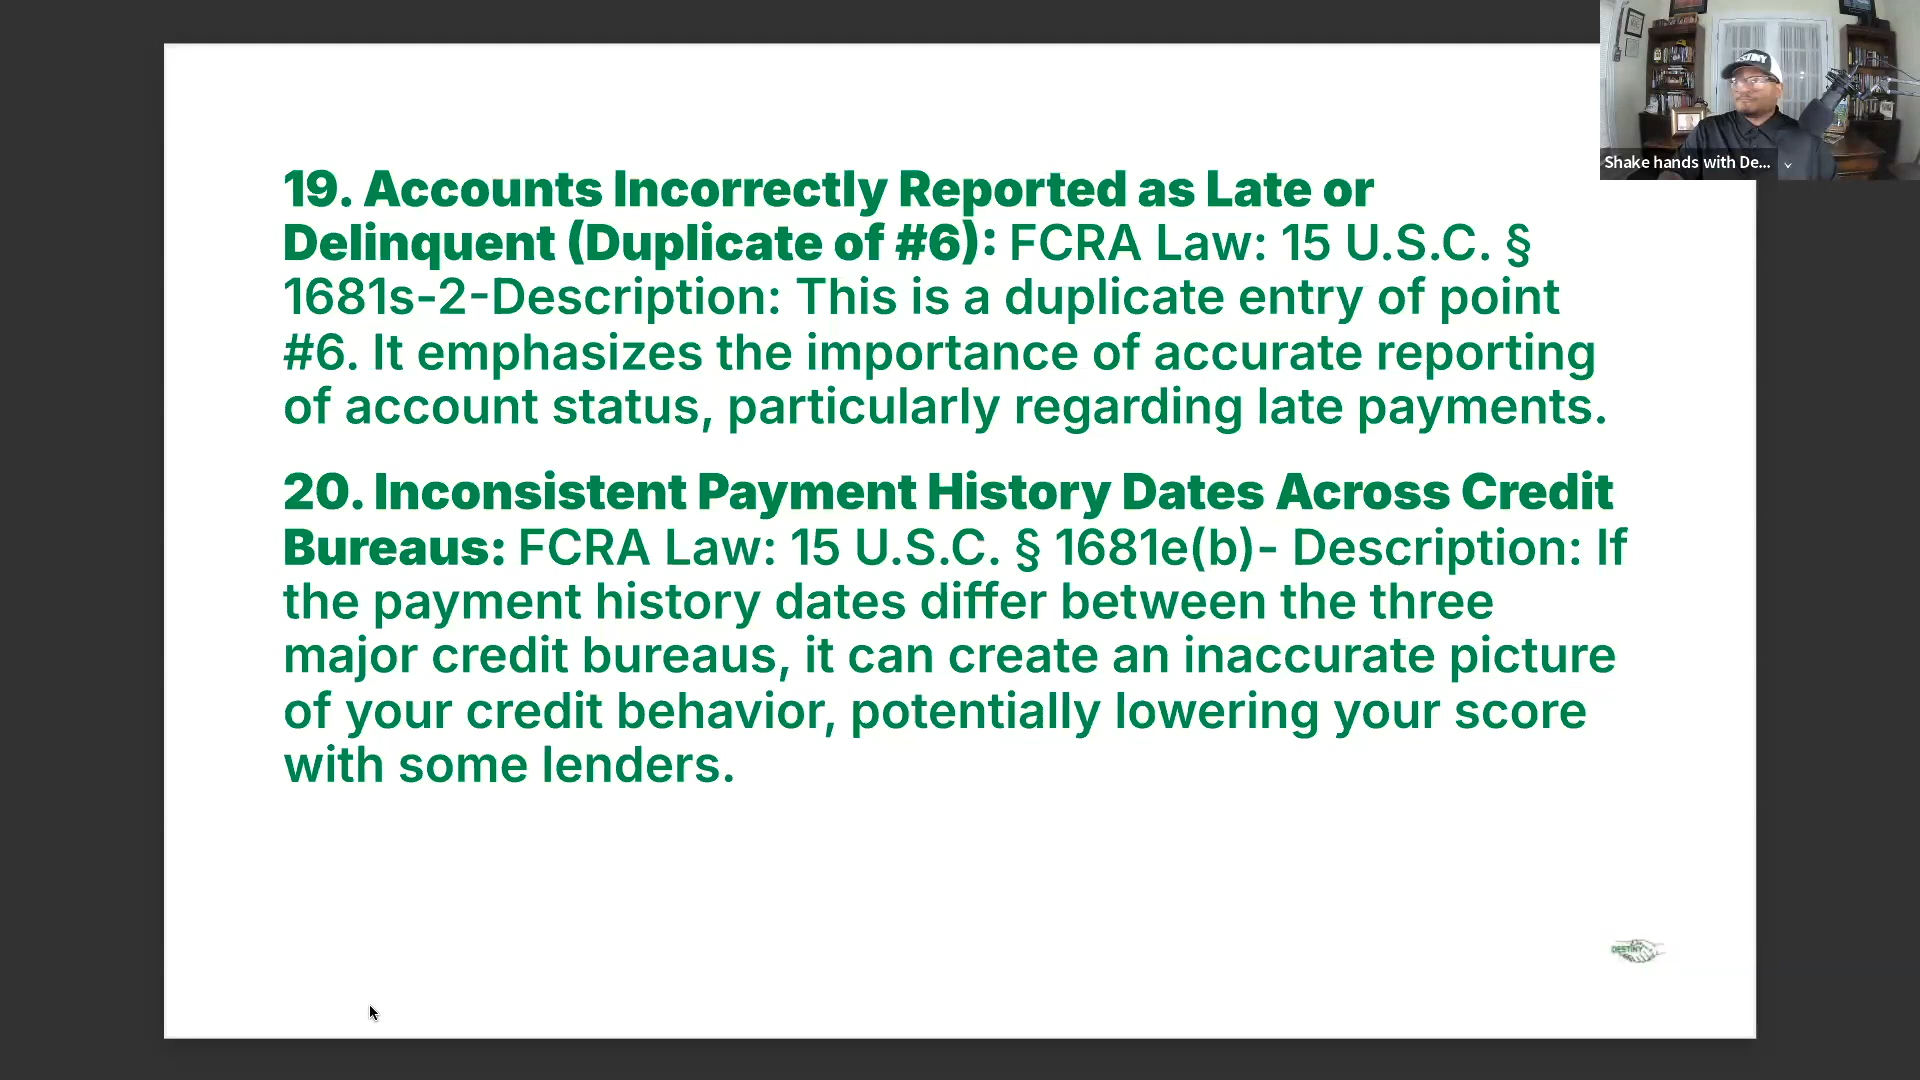 19. Accounts Incorrectly Reported as Late or
Delinquent (Duplicate of #6): FCRA Law: 15 U.S.C. §
1681s-2-Description: This is a duplicate entry of point
#6. It emphasizes the importance of accurate reporting
of account status, particularly regarding late payments.
20. Inconsistent Payment History Dates Across Credit
Bureaus: FCRA Law: 15 U.S.C. § 1681e(b)- Description: If
the payment history dates differ between the three
major credit bureaus, it can create an inaccurate picture
of your credit behavior, potentially lowering your score
with some lenders.
Shake hands with De...
DESTINY